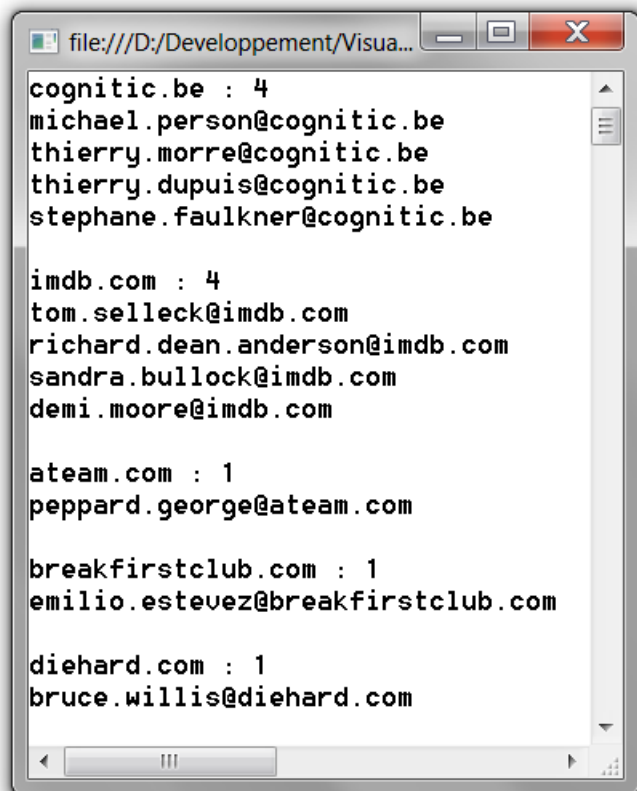 file:///D:/Developpement/Visua...
cognitic.be : 4
michael.person@cognitic.be
thierry.morre@cognitic.be
thierry.dupuis@cognitic.be
stephane.faulkner@cognitic.be
imdb.com : 4
tom.selleck@imdb.com
richard.dean.anderson@imdb.com
sandra.bullock@imdb.com
demi.moore@imdb.com
ateam.com : 1
peppard.george@ateam.com
breakfirstclub.com : 1
emilio.estevez@breakfirstclub.com
diehard.com : 1
bruce.willis@diehard.com